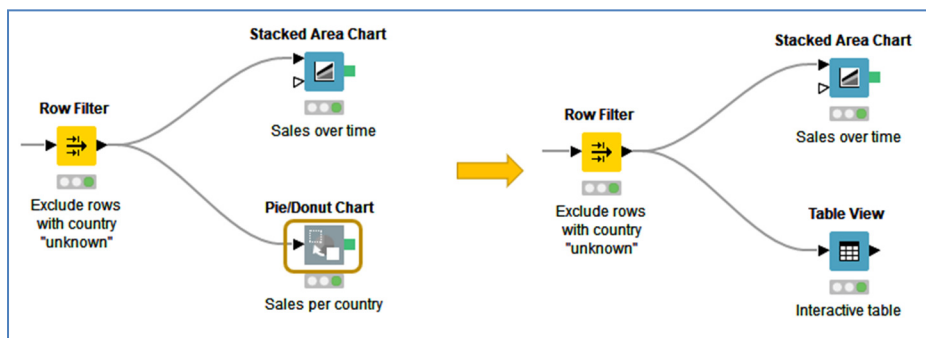 Stacked Area Chart
Row Filter
Sales over time
Exclude rows
with country
"unknown"
Pie/Donut Chart
Sales per country
Stacked Area Chart
Row Filter
Sales over time
Exclude rows
with country
"unknown"
Table View
Interactive table